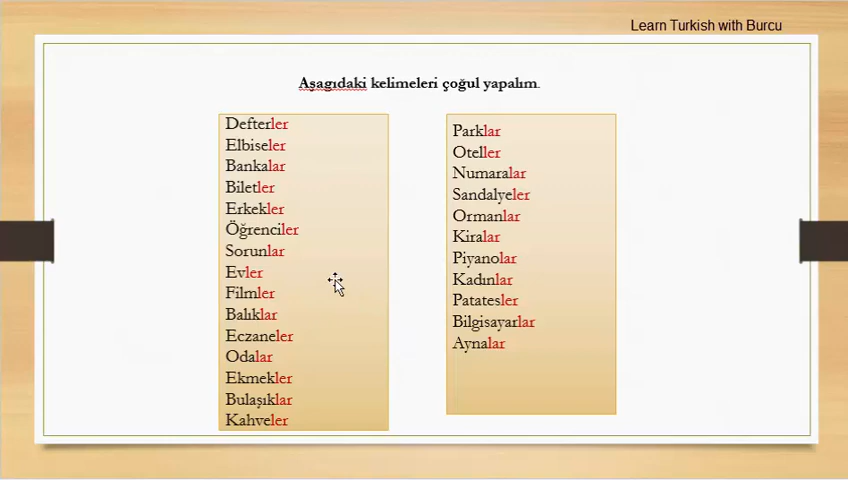 Learn Turkish with Burcu
Aşagıdaki kelimeleri çoğul yapalım.
Defterler
Elbiseler
Bankalar
Biletler
Erkekler
Öğrenciler
Sorunlar
Evler
Filmler
Balıklar
Eczaneler
Odalar
Ekmekler
Bulaşıklar
Kahveler
Parklar
Oteller
Numaralar
Sandalyeler
Ormanlar
Kiralar
Piyanolar
Kadınlar
Patatesler
Bilgisayarlar
Aynalar